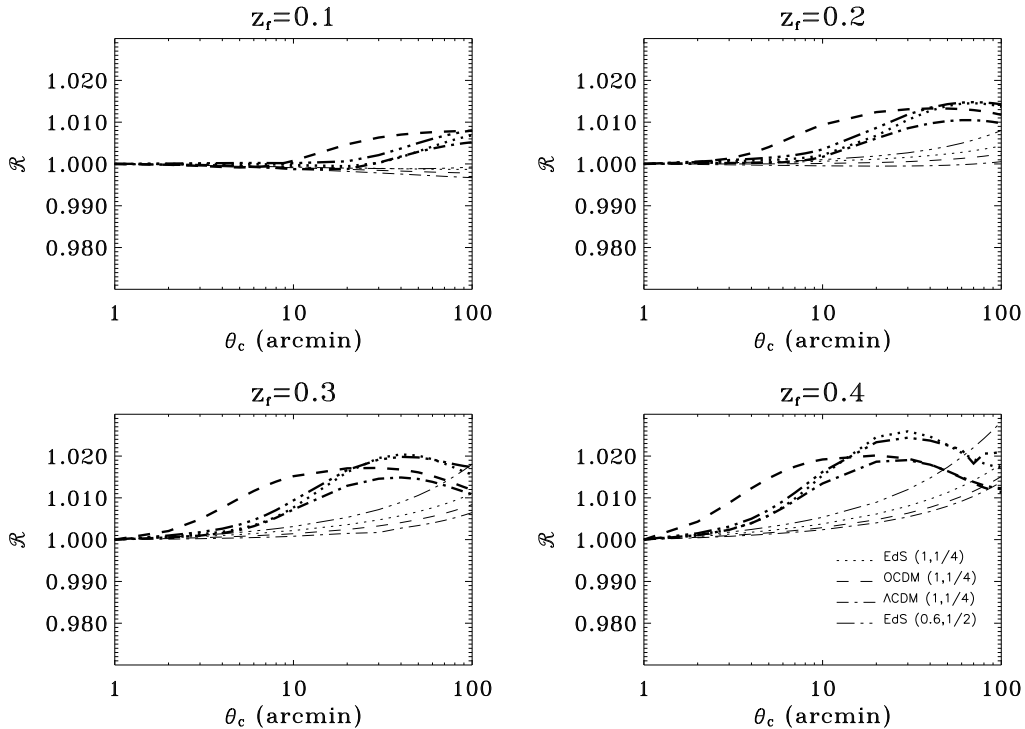 z_f=0.1
1.020
1.010
1.000
0.990
0.980
ℛ
1 10 100
θ_c (arcmin)
z_f=0.2
1.020
1.010
1.000
0.990
0.980
ℛ
1 10 100
θ_c (arcmin)
z_f=0.3
1.020
1.010
1.000
0.990
0.980
ℛ
1 10 100
θ_c (arcmin)
z_f=0.4
1.020
1.010
1.000
0.990
0.980
ℛ
EdS (1,1/4)
OCDM (1,1/4)
ΛCDM (1,1/4)
EdS (0.6,1/2)
1 10 100
θ_c (arcmin)